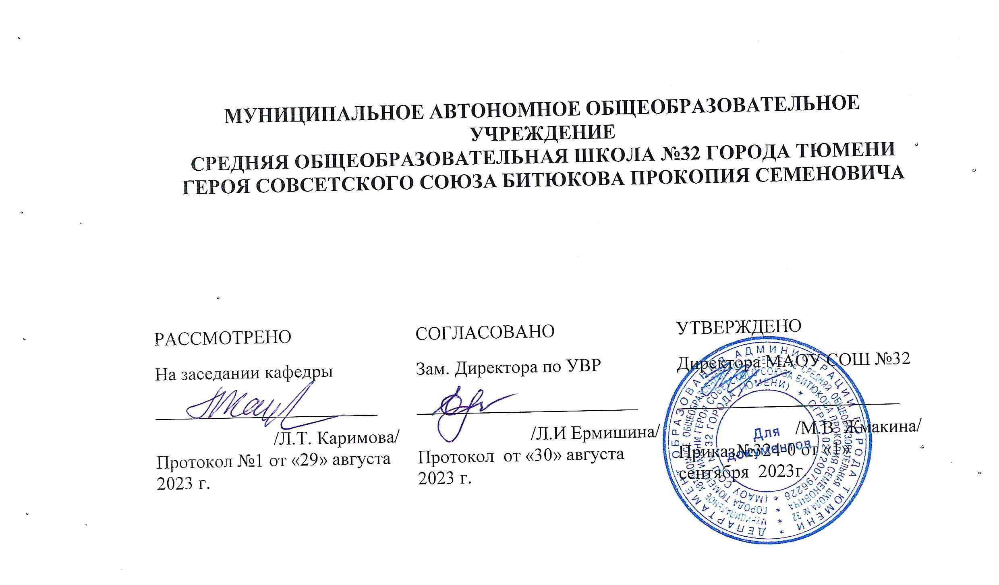 МУНИЦИПАЛЬНОЕ АВТОНОМНОЕ ОБЩЕОБРАЗОВАТЕЛЬНОЕ
УЧРЕЖДЕНИЕ
СРЕДНЯЯ ОБЩЕОБРАЗОВАТЕЛЬНАЯ ШКОЛА №32 ГОРОДА ТЮМЕНИ
ГЕРОЯ СОВСЕТСКОГО СОЮЗА БИТЮКОВА ПРОКОПИЯ СЕМЕНОВИЧА
РАССМОТРЕНО
На заседании кафедры
/Л.Т. Каримова/
Протокол №1 от «29» августа
2023 г.
СОГЛАСОВАНО
Зам. Директора по УВР
/Л.И Ермишина/
Протокол от «30» августа
2023 г.
УТВЕРЖДЕНО
Директора МАОУ СОШ №32
/М.В. Жмакина/
Приказ№324-0 от «1»
сентября 2023г.
ДЕПАРТАМЕНТ ОБРАЗОВАНИЯ АДМИНИСТРАЦИИ ГОРОДА ТЮМЕНИ *
МУНИЦИПАЛЬНОЕ АВТОНОМНОЕ ОБЩЕОБРАЗОВАТЕЛЬНОЕ СРЕДНЯЯ ОБЩЕОБРАЗОВАТЕЛЬНАЯ ШКОЛА № 32 *
ГОРОДА ТЮМЕНИ ИМЕНИ ГЕРОЯ СОВЕТСКОГО СОЮЗА БИТЮКОВА ПРОКОПИЯ СЕМЕНОВИЧА *
(МАОУ СОШ № 32 ГОРОДА ТЮМЕНИ) * ОГРН 1027200796226 *
Для
документов